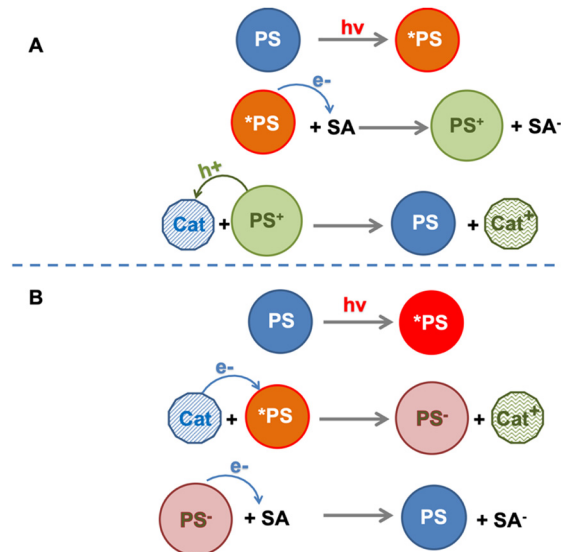 A
PS hv *PS
e-
*PS + SA PS⁺ + SA⁻
h+
Cat + PS⁺ PS + Cat⁺
B
PS hv *PS
e-
Cat + *PS PS⁻ + Cat⁺
e-
PS⁻ + SA PS + SA⁻